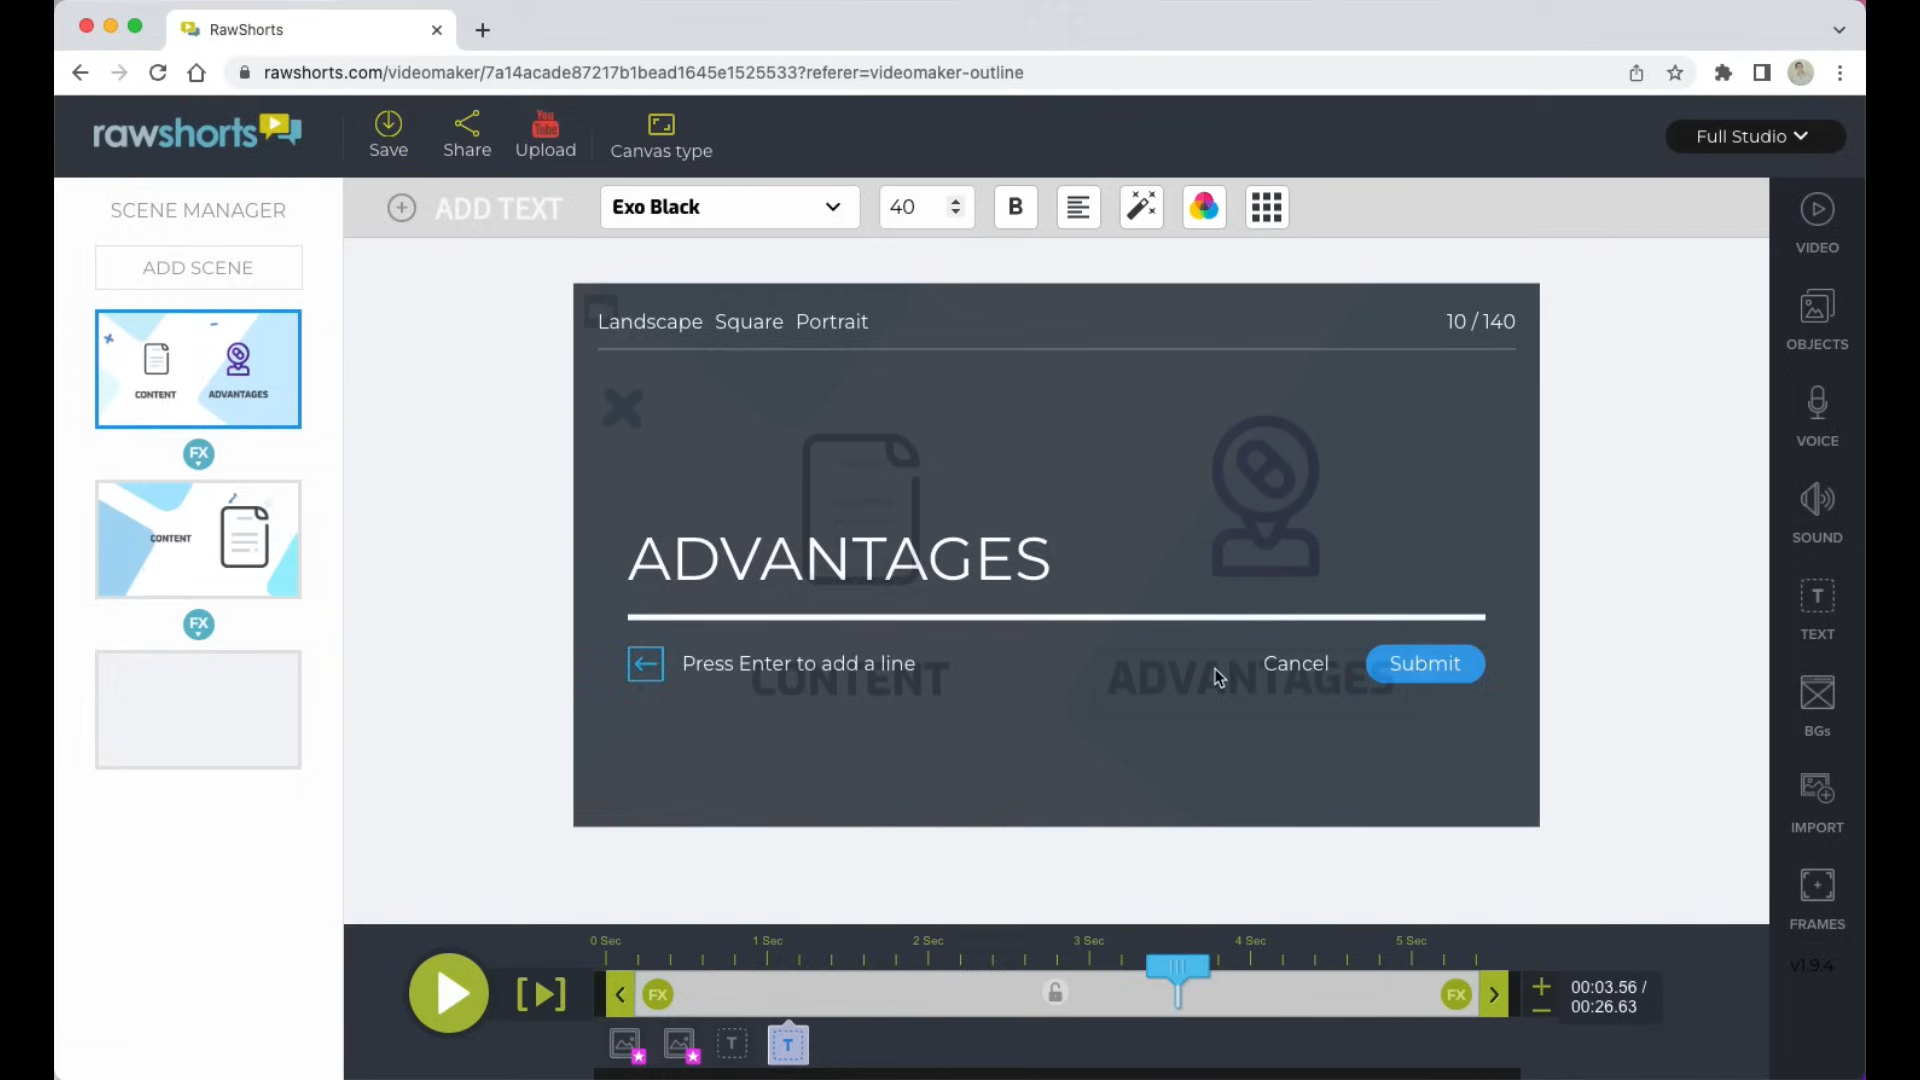 RawShorts
rawshorts.com/videomaker/7a14acade87217b1bead1645e1525533?referer=videomaker-outline
rawshorts
Save
Share
You
Tube
Upload
Canvas type
Full Studio
SCENE MANAGER
ADD SCENE
CONTENT
ADVANTAGES
FX
CONTENT
FX
ADD TEXT
Exo Black
40
B
Landscape Square Portrait
10 / 140
ADVANTAGES
Press Enter to add a line
Cancel
Submit
CONTENT
ADVANTAGES
VIDEO
OBJECTS
VOICE
SOUND
T
TEXT
BGs
IMPORT
FRAMES
v1.9.4
0 Sec
1 Sec
2 Sec
3 Sec
4 Sec
5 Sec
FX
FX
00:03.56 /
00:26.63
T
T